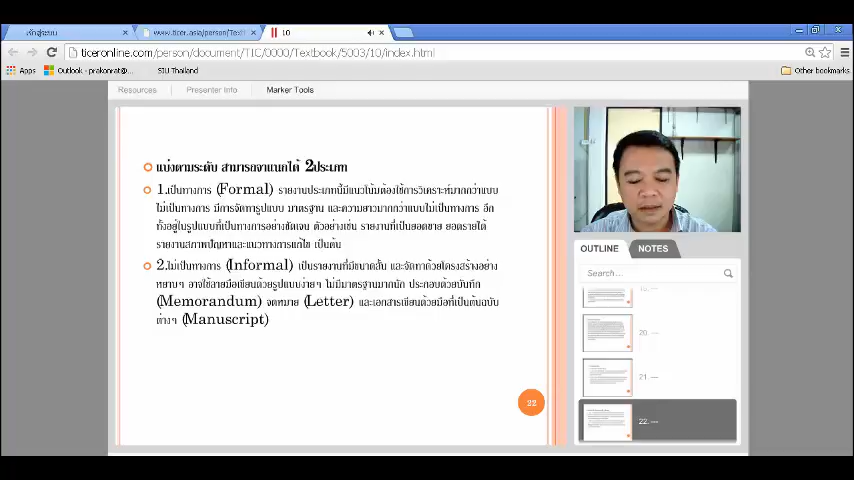 เข้าสู่ระบบ
www.ticer.asia/person/Text
10
ticeronline.com/person/document/TIC/0000/Textbook/5003/10/index.html
Apps
Outlook - prakonrat@...
SIU Thailand
Other bookmarks
Resources
Presenter Info
Marker Tools
แบ่งตามระดับ สามารถจำแนกได้ 2ประเภท
1.เป็นทางการ (Formal) รายงานประเภทนี้มีแนวโน้มต้องใช้การวิเคราะห์มากกว่าแบบ
ไม่เป็นทางการ มีการจัดทำรูปแบบ มาตรฐาน และความยาวมากกว่าแบบไม่เป็นทางการ อีก
ทั้งอยู่ในรูปแบบที่เป็นทางการอย่างชัดเจน ตัวอย่างเช่น รายงานที่เป็นยอดขาย ยอดรายได้
รายงานสภาพปัญหาและแนวทางการแก้ไข เป็นต้น
2.ไม่เป็นทางการ (Informal) เป็นรายงานที่มีขนาดสั้น และจัดทำด้วยโครงสร้างอย่าง
หยาบๆ อาจใช้ลายมือเขียนด้วยรูปแบบง่ายๆ ไม่มีมาตรฐานมากนัก ประกอบด้วยบันทึก
(Memorandum) จดหมาย (Letter) และเอกสารเขียนด้วยมือที่เป็นต้นฉบับ
ต่างๆ (Manuscript)
22
OUTLINE
NOTES
Search...
20. ---
21. ---
22. ---